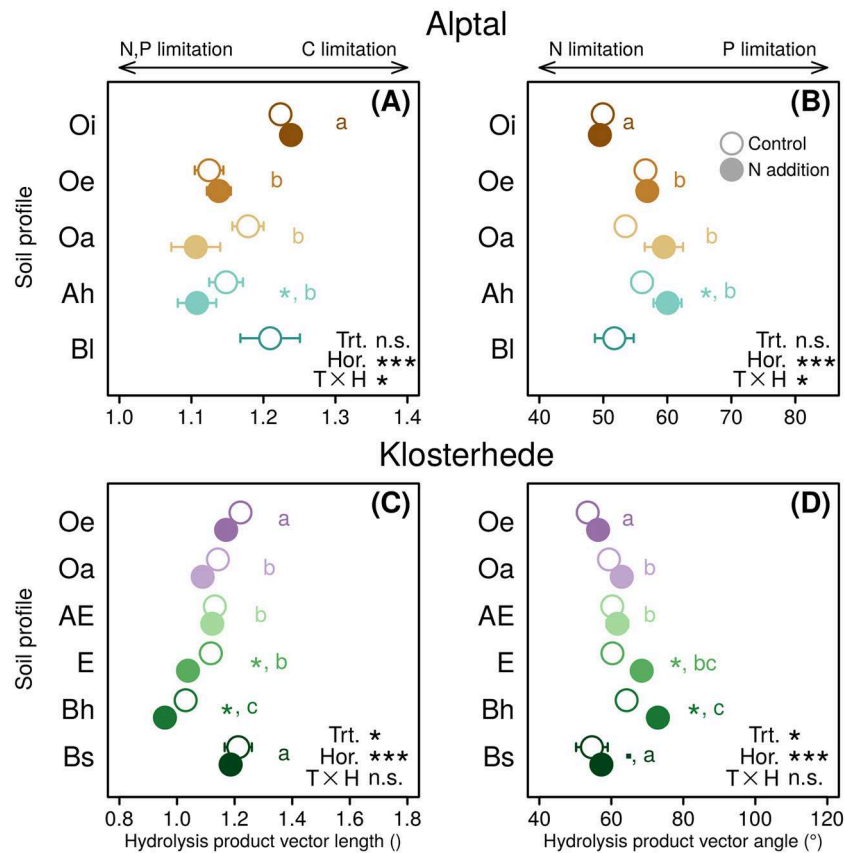 Alptal
N,P limitation C limitation
N limitation P limitation
(A)
(B)
Soil profile
Oi
a
Oe
b
Oa
b
Ah
*, b
Bl
Trt. n.s.
Hor. ***
T×H *
1.0 1.1 1.2 1.3 1.4
Oi
a
Control
N addition
Oe
b
Oa
b
Ah
*, b
Bl
Trt. n.s.
Hor. ***
T×H *
40 50 60 70 80
Klosterhede
(C)
(D)
Soil profile
Oe
a
Oa
b
AE
b
E
*, b
Bh
*, c
Bs
a
Trt. *
Hor. ***
T×H n.s.
0.8 1.0 1.2 1.4 1.6 1.8
Hydrolysis product vector length ()
Oe
a
Oa
b
AE
b
E
*, bc
Bh
*, c
Bs
▪, a
Trt. *
Hor. ***
T×H n.s.
40 60 80 100 120
Hydrolysis product vector angle (°)